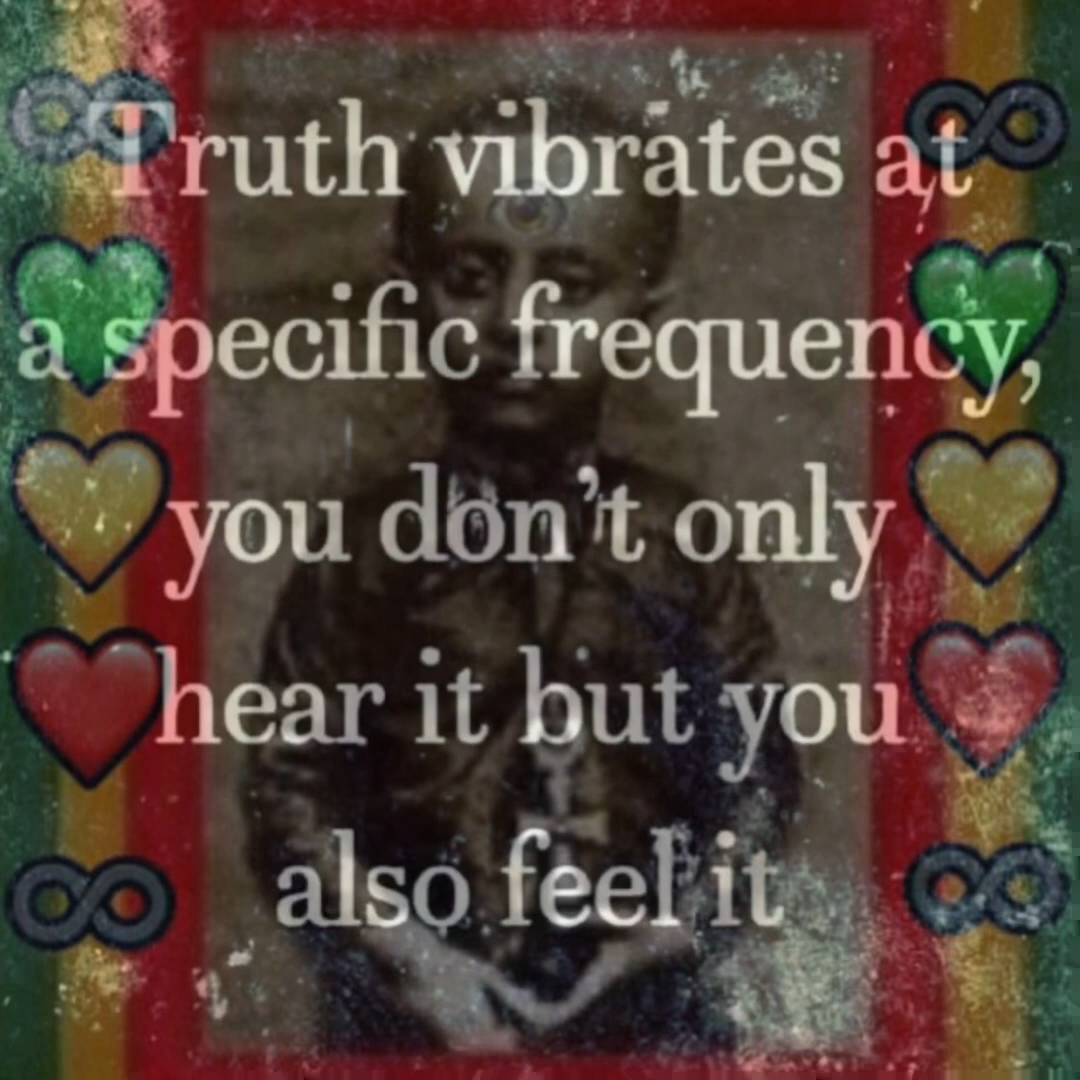 Truth vibrates at
a specific frequency,
you don't only
hear it but you
also feel it